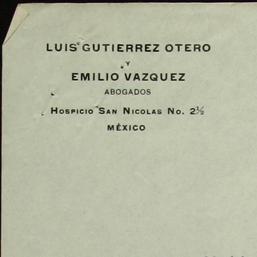 LUIS GUTIERREZ OTERO
Y
EMILIO VAZQUEZ
ABOGADOS
HOSPICIO SAN NICOLAS NO. 2½
MÉXICO